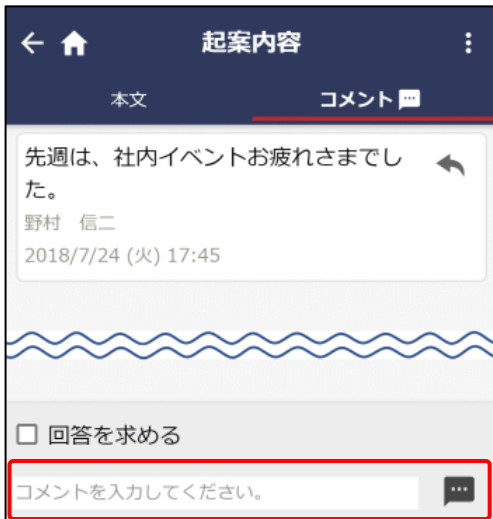 起案内容
本文 コメント
先週は、社内イベントお疲れさまでし
た。
野村 信二
2018/7/24 (火) 17:45
回答を求める
コメントを入力してください。